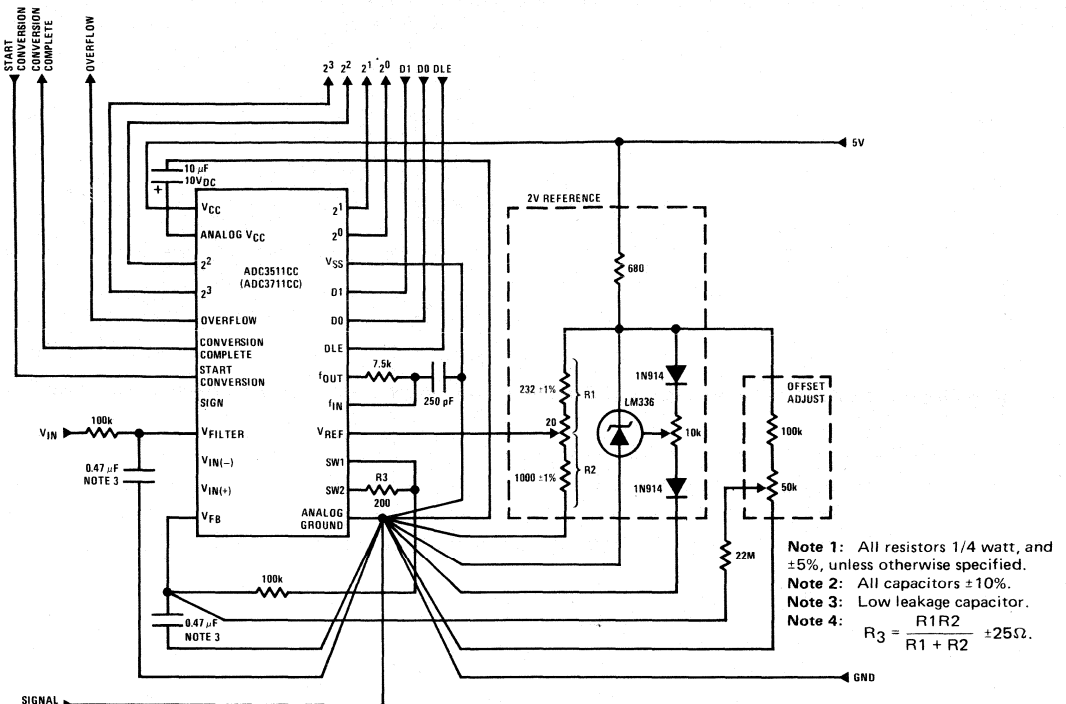 START
CONVERSION
CONVERSION
COMPLETE
OVERFLOW
2³ 2² 2¹ 2⁰ D1 D0 DLE
5V
10 µF
10VDC
+
2V REFERENCE
VCC
ANALOG VCC
2²
2³
OVERFLOW
CONVERSION
COMPLETE
START
CONVERSION
SIGN
VFILTER
VIN(−)
VIN(+)
VFB
ADC3511CC
(ADC3711CC)
2¹
2⁰
VSS
D1
D0
DLE
fOUT
fIN
VREF
SW1
SW2
ANALOG
GROUND
7.5k
250 pF
R3
200
680
232 ±1%
R1
20
R2
1000 ±1%
LM336
1N914
10k
1N914
OFFSET
ADJUST
100k
50k
22M
VIN
100k
0.47 µF
NOTE 3
100k
0.47 µF
NOTE 3
Note 1: All resistors 1/4 watt, and
±5%, unless otherwise specified.
Note 2: All capacitors ±10%.
Note 3: Low leakage capacitor.
Note 4: R3 = R1R2 / R1 + R2 ±25Ω.
GND
SIGNAL